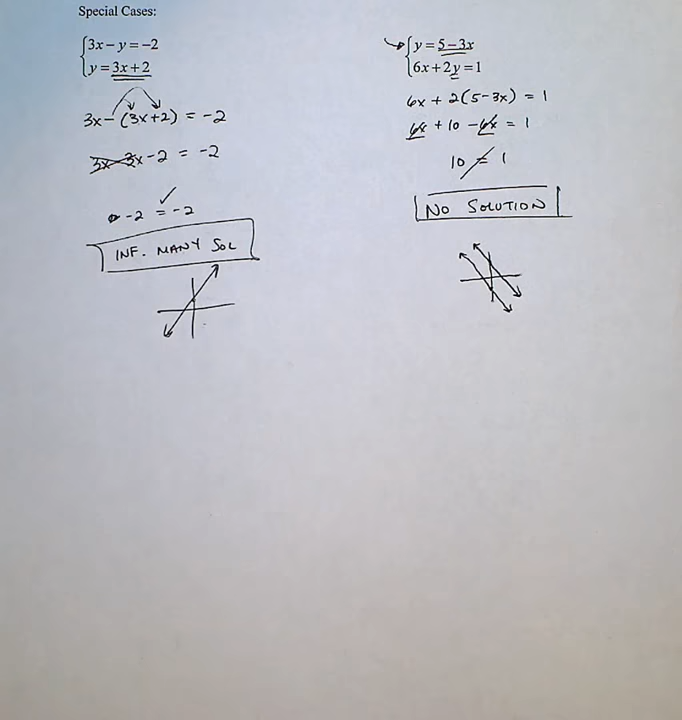 Special Cases:
3x − y = −2
y = 3x + 2
3x − (3x + 2) = −2
3x − 3x − 2 = −2
−2 = −2 ✓
INF. MANY SOL
y = 5 − 3x
6x + 2y = 1
6x + 2(5 − 3x) = 1
6x + 10 − 6x = 1
10 ≠ 1
NO SOLUTION